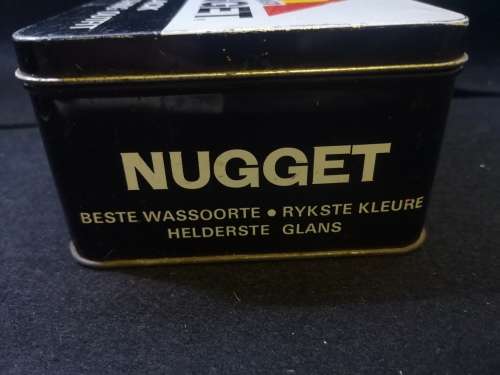 NUGGET
BESTE WASSOORTE • RYKSTE KLEURE
HELDERSTE GLANS